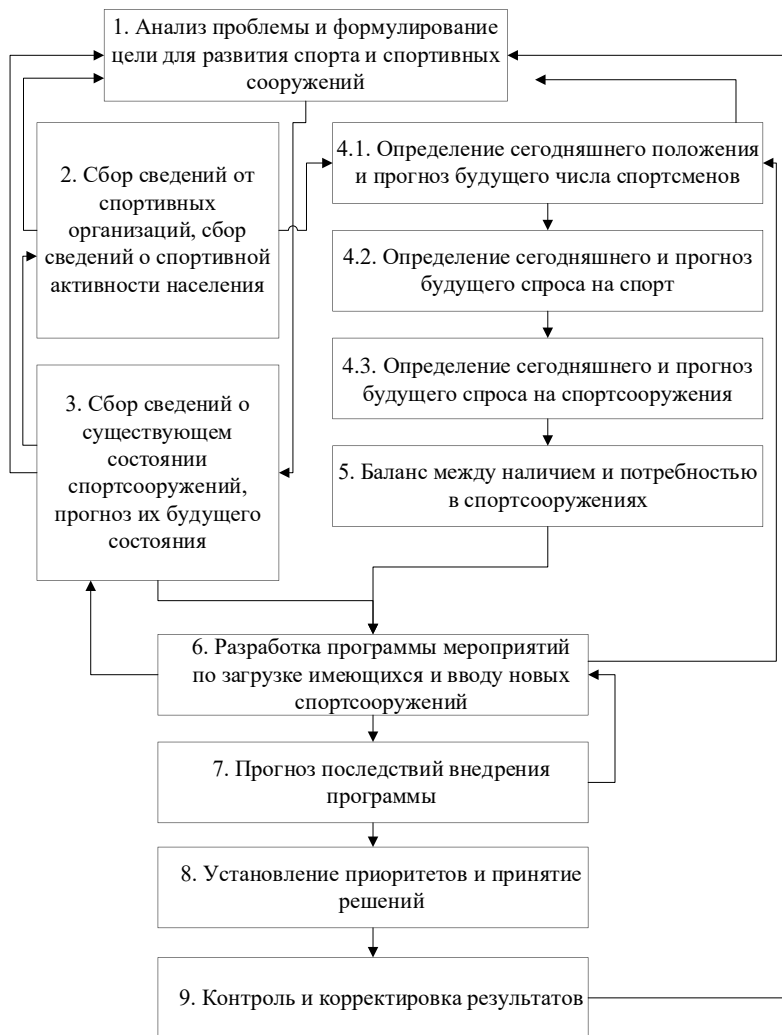 1. Анализ проблемы и формулирование
цели для развития спорта и спортивных
сооружений
2. Сбор сведений от
спортивных
организаций, сбор
сведений о спортивной
активности населения
3. Сбор сведений о
существующем
состоянии
спортсооружений,
прогноз их будущего
состояния
4.1. Определение сегодняшнего положения
и прогноз будущего числа спортсменов
4.2. Определение сегодняшнего и прогноз
будущего спроса на спорт
4.3. Определение сегодняшнего и прогноз
будущего спроса на спортсооружения
5. Баланс между наличием и потребностью
в спортсооружениях
6. Разработка программы мероприятий
по загрузке имеющихся и вводу новых
спортсооружений
7. Прогноз последствий внедрения
программы
8. Установление приоритетов и принятие
решений
9. Контроль и корректировка результатов